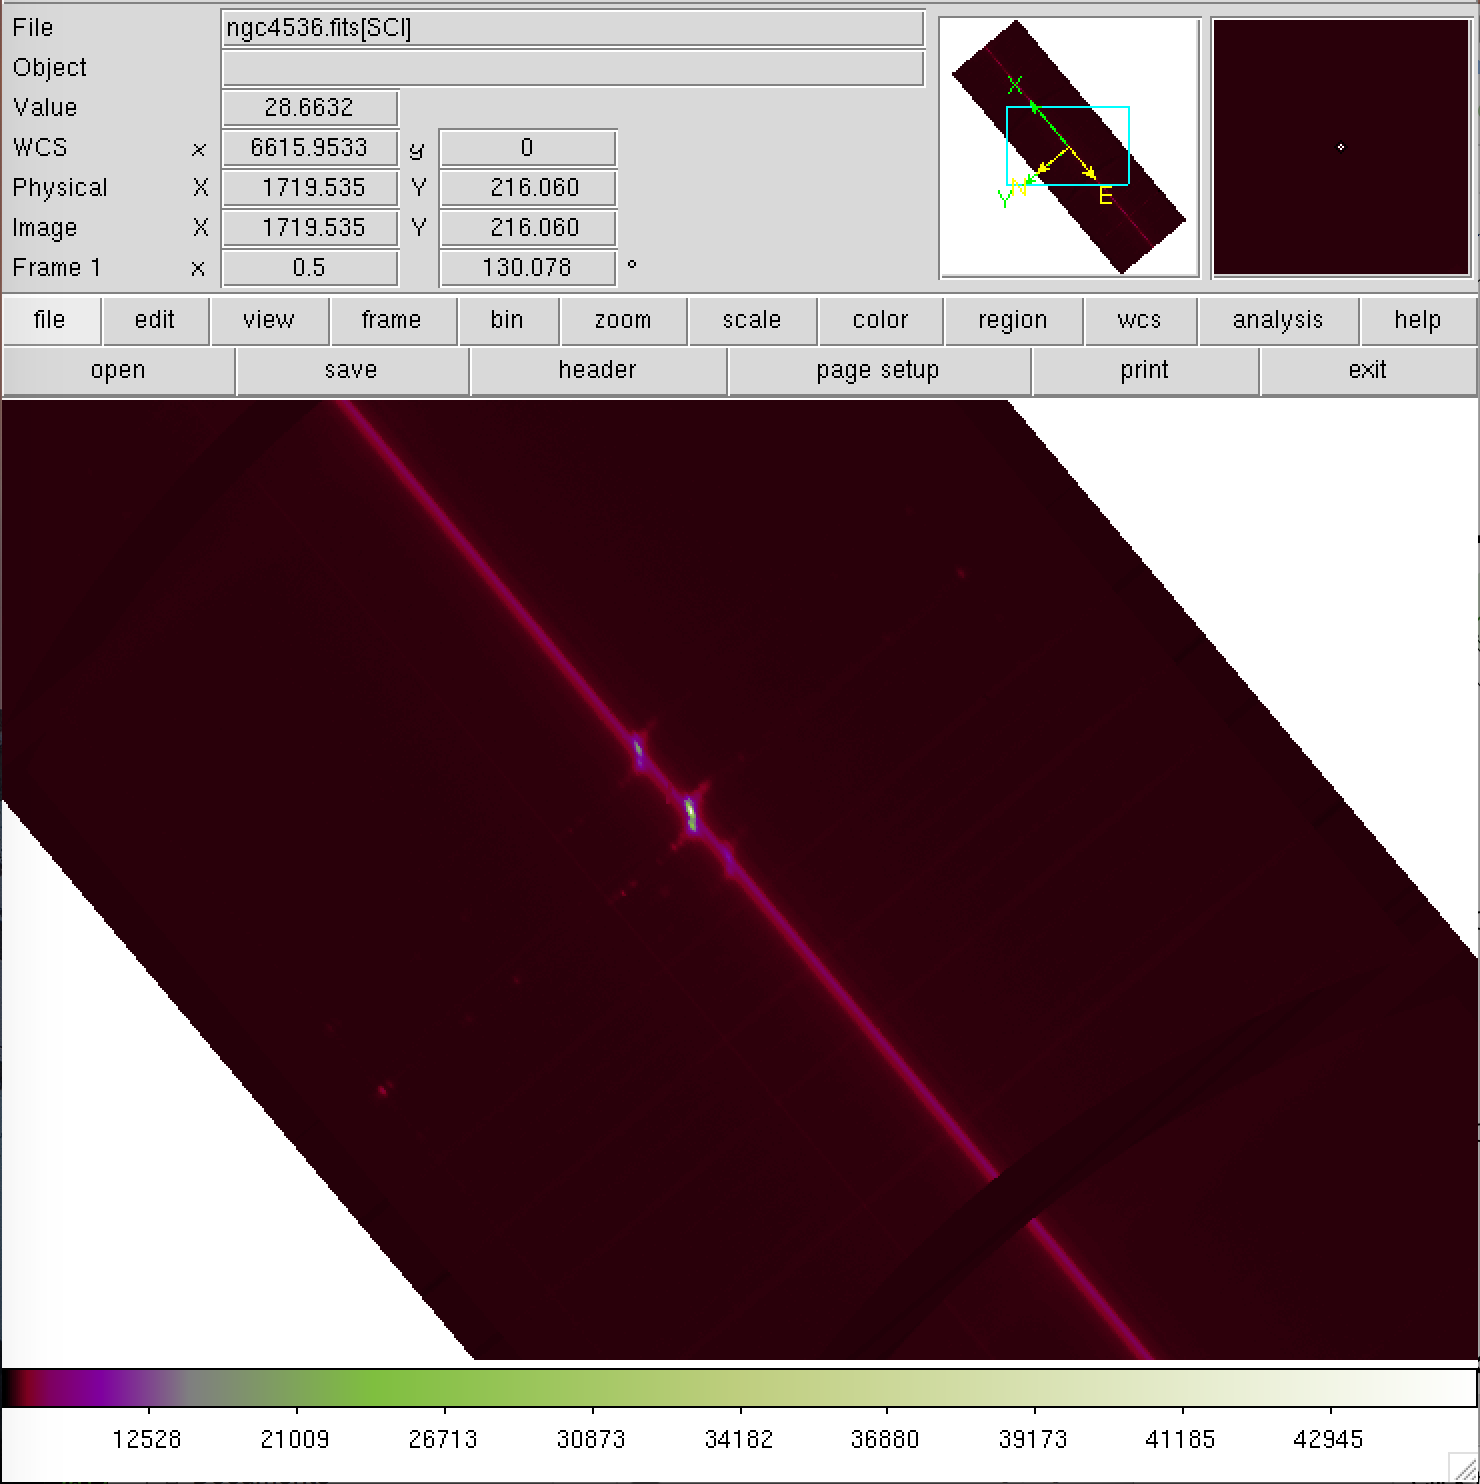 File ngc4536.fits[SCI]
Object
Value 28.6632
WCS x 6615.9533 y 0
Physical X 1719.535 Y 216.060
Image X 1719.535 Y 216.060
Frame 1 x 0.5 130.078 °
X
Y N E
file edit view frame bin zoom scale color region wcs analysis help
open save header page setup print exit
12528 21009 26713 30873 34182 36880 39173 41185 42945